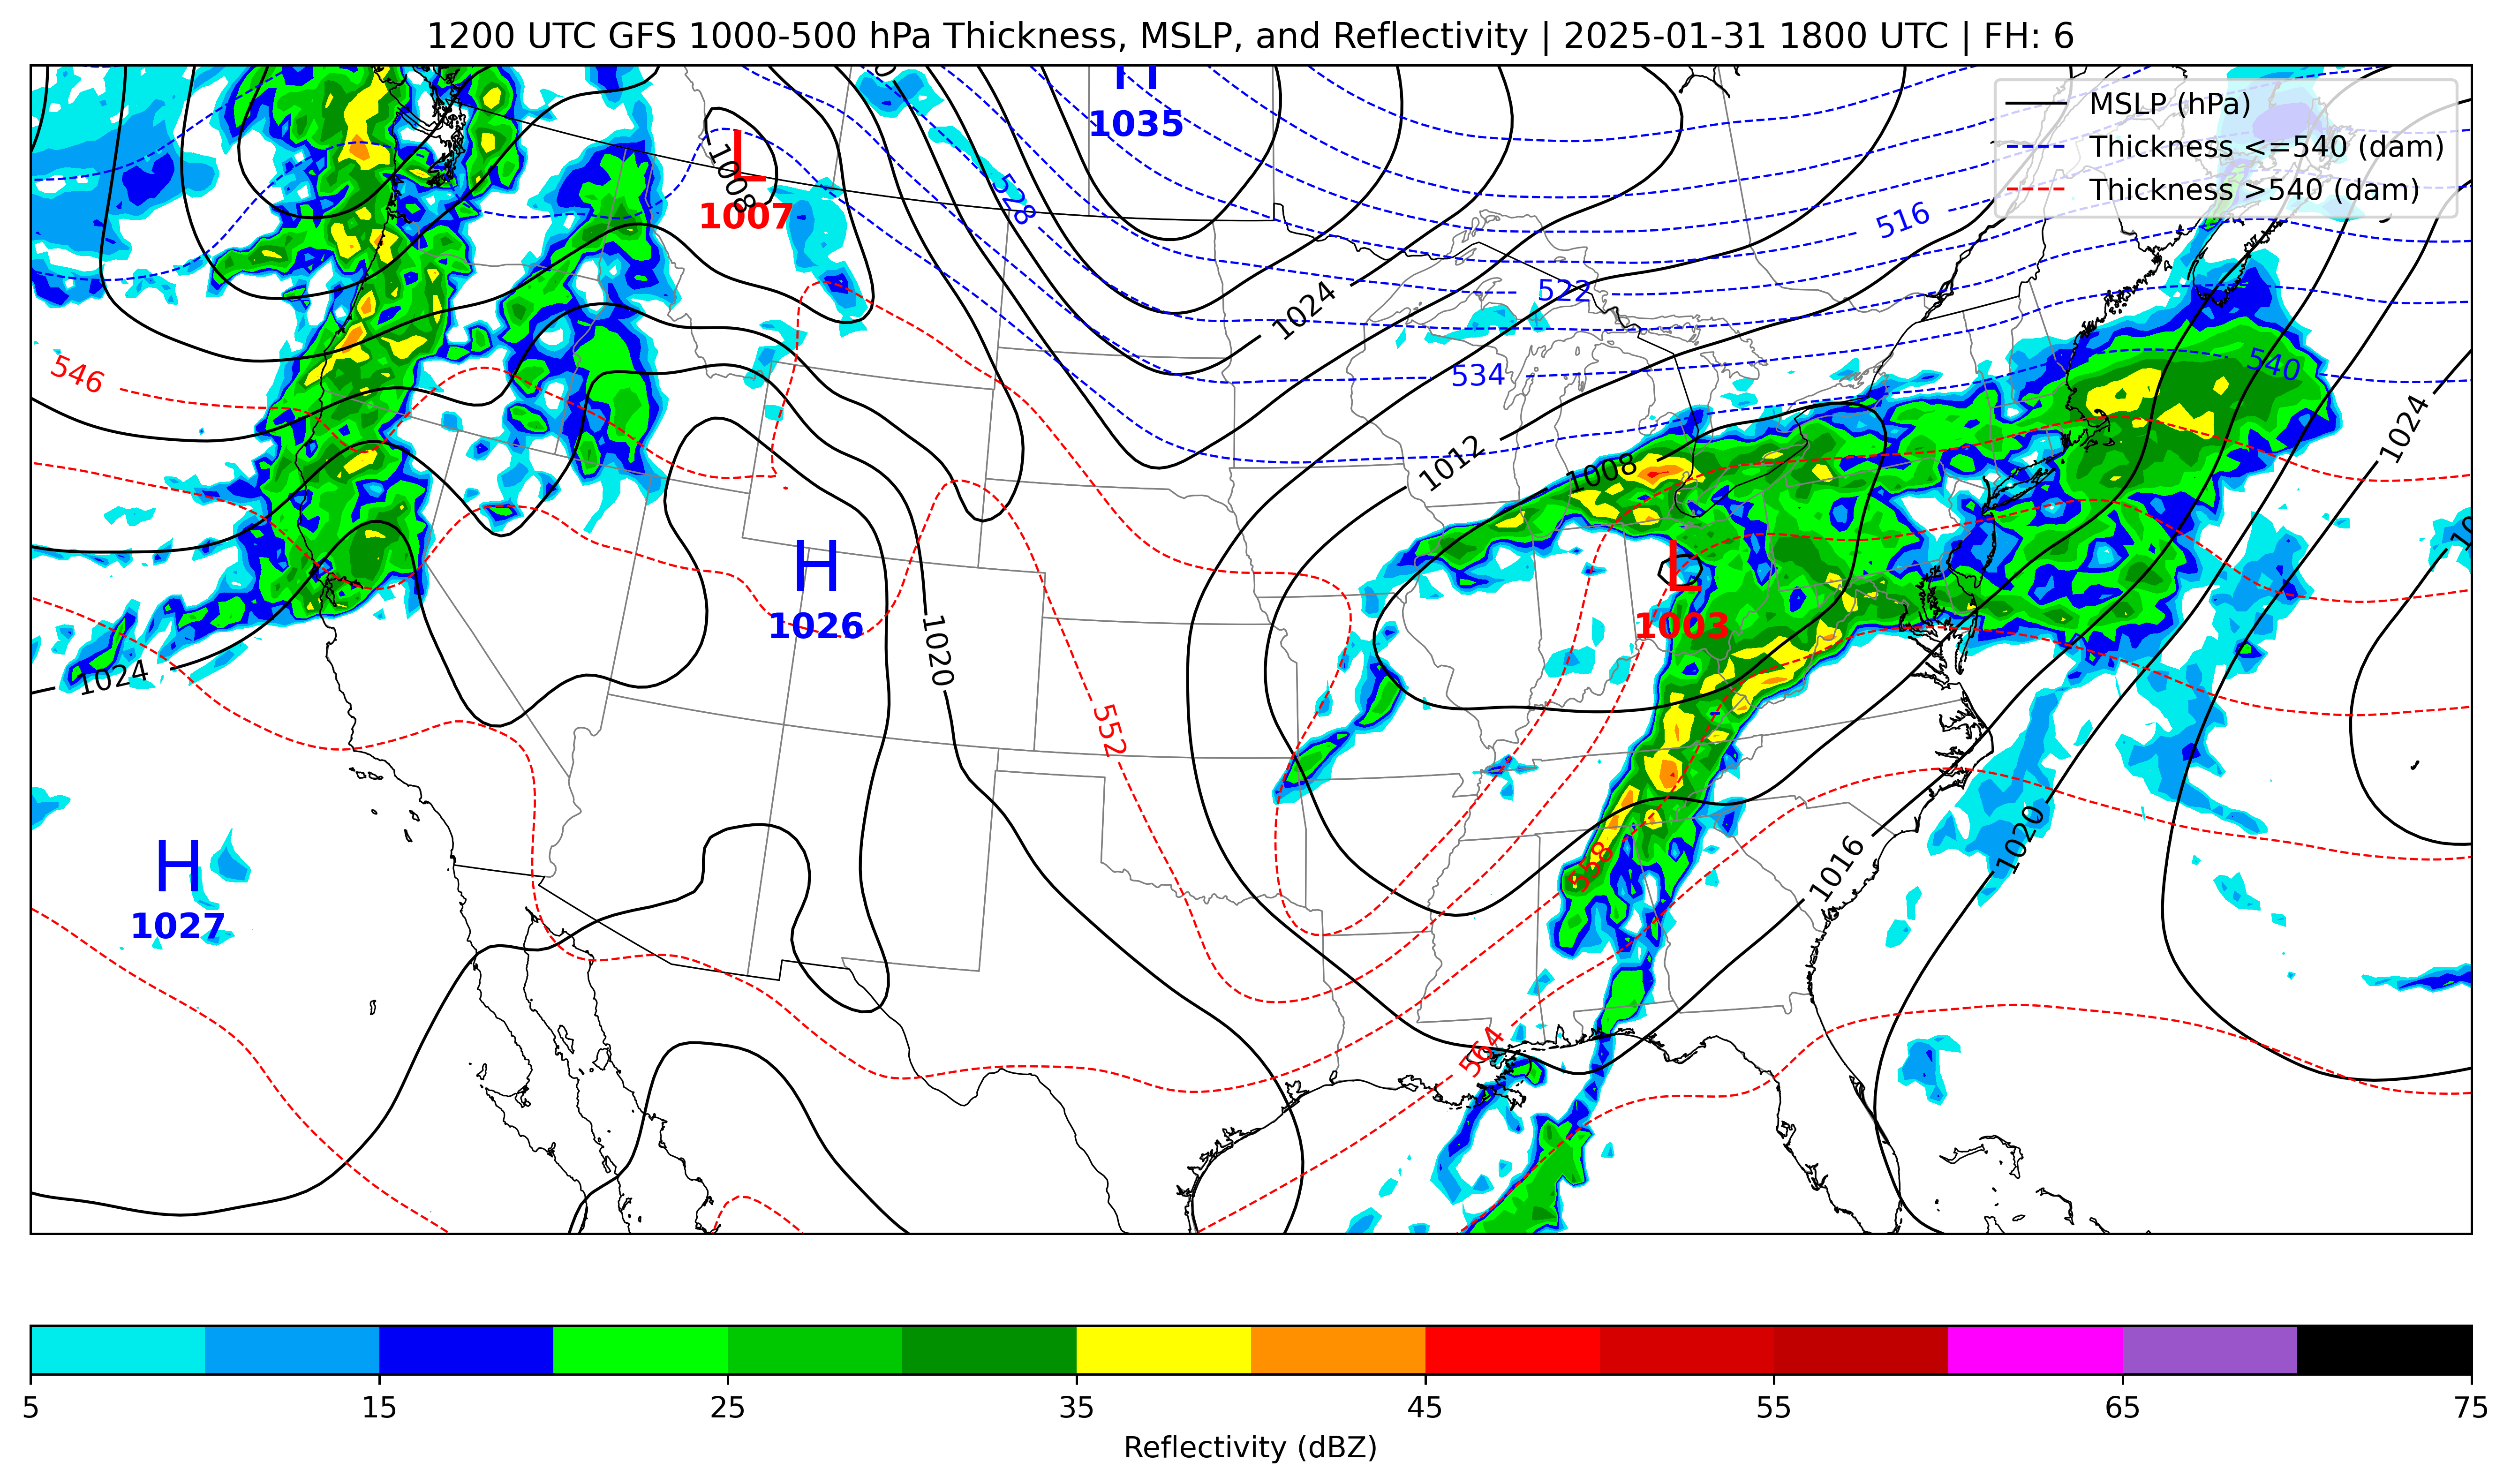 1200 UTC GFS 1000-500 hPa Thickness, MSLP, and Reflectivity | 2025-01-31 1800 UTC | FH: 6
MSLP (hPa)
Thickness <=540 (dam)
Thickness >540 (dam)
H
1035
L
1007
1008
528
516
522
1024
534
540
546
1012
1008
1024
H
1026
L
1003
1020
1024
552
H
1027
558
1016
1020
564
5 15 25 35 45 55 65 75
Reflectivity (dBZ)